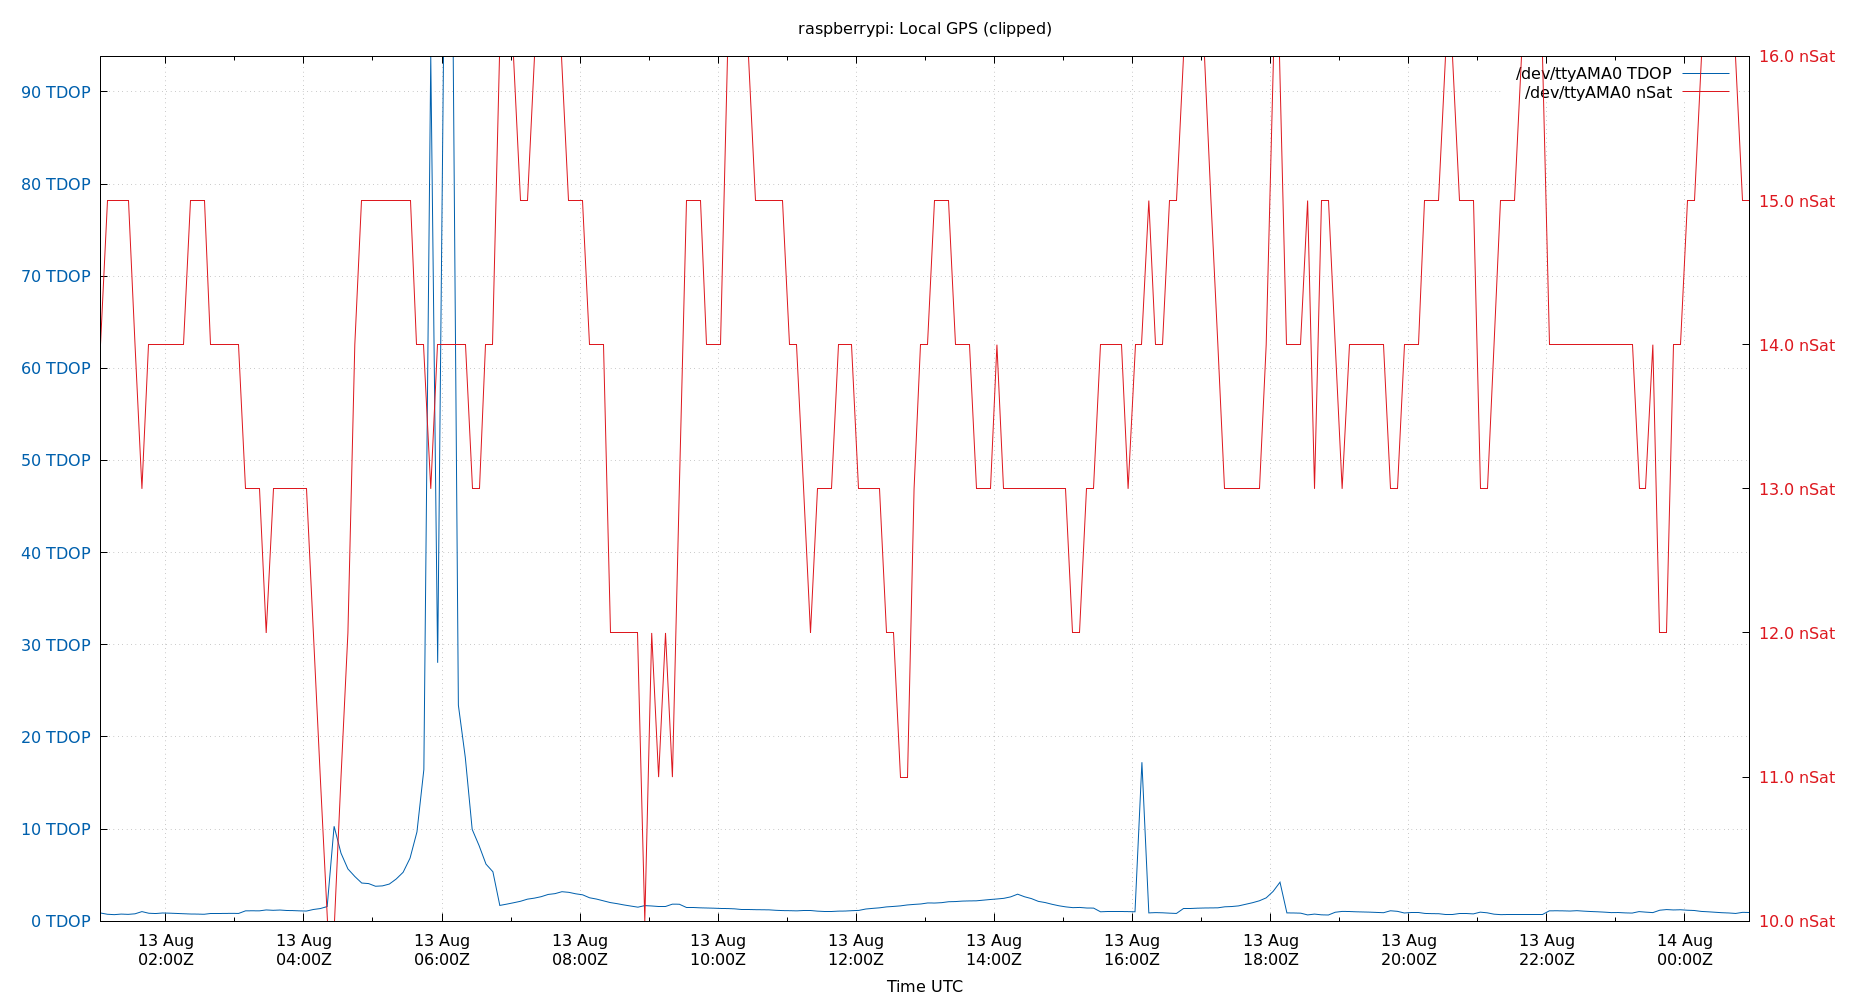 raspberrypi: Local GPS (clipped)
/dev/ttyAMA0 TDOP
/dev/ttyAMA0 nSat
90 TDOP
80 TDOP
70 TDOP
60 TDOP
50 TDOP
40 TDOP
30 TDOP
20 TDOP
10 TDOP
0 TDOP
16.0 nSat
15.0 nSat
14.0 nSat
13.0 nSat
12.0 nSat
11.0 nSat
10.0 nSat
13 Aug
02:00Z
13 Aug
04:00Z
13 Aug
06:00Z
13 Aug
08:00Z
13 Aug
10:00Z
13 Aug
12:00Z
13 Aug
14:00Z
13 Aug
16:00Z
13 Aug
18:00Z
13 Aug
20:00Z
13 Aug
22:00Z
14 Aug
00:00Z
Time UTC